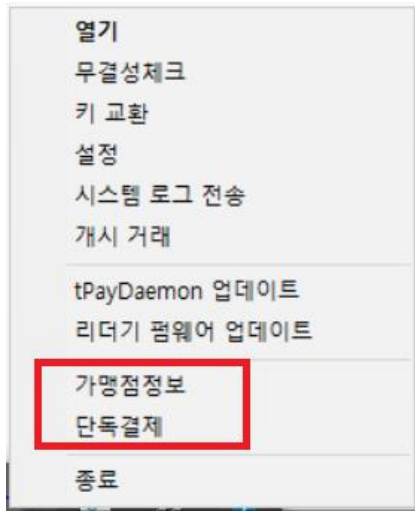 열기
무결성체크
키 교환
설정
시스템 로그 전송
개시 거래
tPayDaemon 업데이트
리더기 펌웨어 업데이트
가맹점정보
단독결제
종료